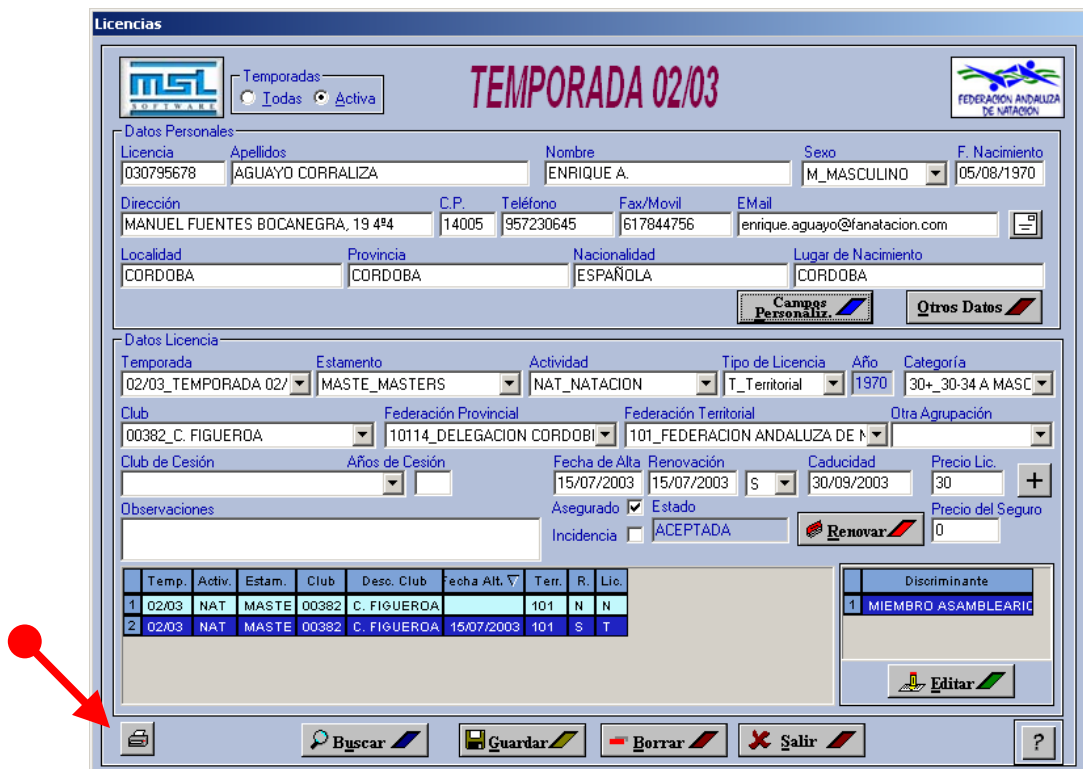 Licencias
msl
SOFTWARE
Temporadas
Todas Activa
TEMPORADA 02/03
FEDERACION ANDALUZA
DE NATACION
Datos Personales
Licencia Apellidos Nombre Sexo F. Nacimiento
030795678 AGUAYO CORRALIZA ENRIQUE A. M_MASCULINO 05/08/1970
Dirección C.P. Teléfono Fax/Movil EMail
MANUEL FUENTES BOCANEGRA, 19 4º4 14005 957230645 617844756 enrique.aguayo@fanatacion.com
Localidad Provincia Nacionalidad Lugar de Nacimiento
CORDOBA CORDOBA ESPAÑOLA CORDOBA
Campos
Personaliz.
Otros Datos
Datos Licencia
Temporada Estamento Actividad Tipo de Licencia Año Categoría
02/03_TEMPORADA 02/ MASTE_MASTERS NAT_NATACION T_Territorial 1970 30+_30-34 A MASC
Club Federación Provincial Federación Territorial Otra Agrupación
00382_C. FIGUEROA 10114_DELEGACION CORDOBI 101_FEDERACION ANDALUZA DE N
Club de Cesión Años de Cesión Fecha de Alta Renovación Caducidad Precio Lic.
15/07/2003 15/07/2003 S 30/09/2003 30 +
Observaciones Asegurado Estado Precio del Seguro
Incidencia ACEPTADA Renovar 0
Temp. Activ. Estam. Club Desc. Club Fecha Alt. Terr. R. Lic.
1 02/03 NAT MASTE 00382 C. FIGUEROA 101 N N
2 02/03 NAT MASTE 00382 C. FIGUEROA 15/07/2003 101 S T
Discriminante
1 MIEMBRO ASAMBLEARIO
Editar
Buscar Guardar Borrar Salir ?